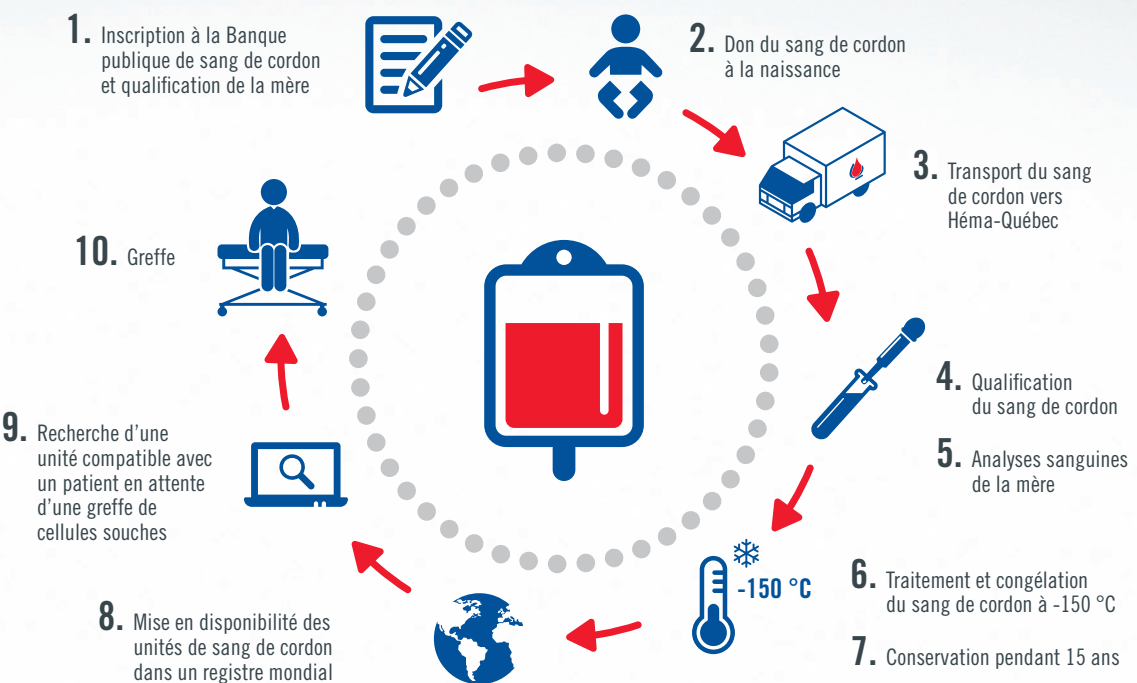 1. Inscription à la Banque
publique de sang de cordon
et qualification de la mère
2. Don du sang de cordon
à la naissance
3. Transport du sang
de cordon vers
Héma-Québec
4. Qualification
du sang de cordon
5. Analyses sanguines
de la mère
-150 °C
6. Traitement et congélation
du sang de cordon à -150 °C
7. Conservation pendant 15 ans
8. Mise en disponibilité des
unités de sang de cordon
dans un registre mondial
9. Recherche d’une
unité compatible avec
un patient en attente
d’une greffe de
cellules souches
10. Greffe